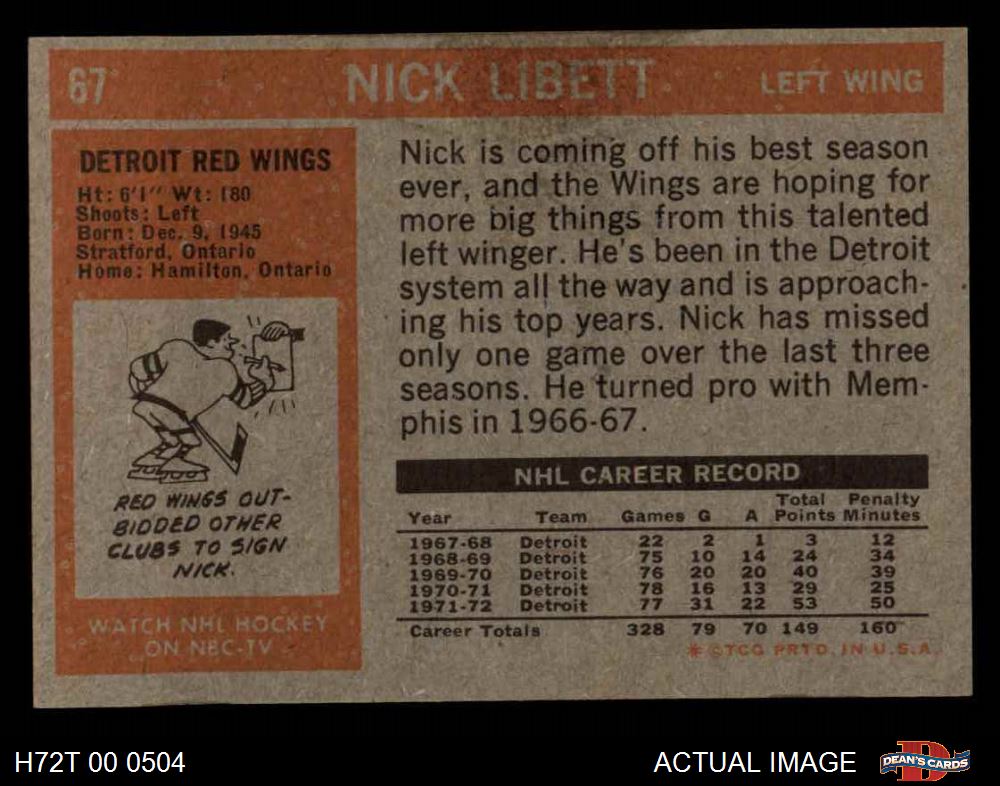 67 NICK LIBETT LEFT WING
DETROIT RED WINGS
Ht: 6'1" Wt: 180
Shoots: Left
Born: Dec. 9, 1945
Stratford, Ontario
Home: Hamilton, Ontario
RED WINGS OUT-
BIDDED OTHER
CLUBS TO SIGN
NICK.
WATCH NHL HOCKEY
ON NBC-TV
Nick is coming off his best season
ever, and the Wings are hoping for
more big things from this talented
left winger. He's been in the Detroit
system all the way and is approach-
ing his top years. Nick has missed
only one game over the last three
seasons. He turned pro with Mem-
phis in 1966-67.
NHL CAREER RECORD
Total Penalty
Year Team Games G A Points Minutes
1967-68 Detroit 22 2 1 3 12
1968-69 Detroit 75 10 14 24 34
1969-70 Detroit 76 20 20 40 39
1970-71 Detroit 78 16 13 29 25
1971-72 Detroit 77 31 22 53 50
Career Totals 328 79 70 149 160
* ©TCG PRTD. IN U.S.A.
H72T 00 0504 ACTUAL IMAGE DEAN'S CARDS